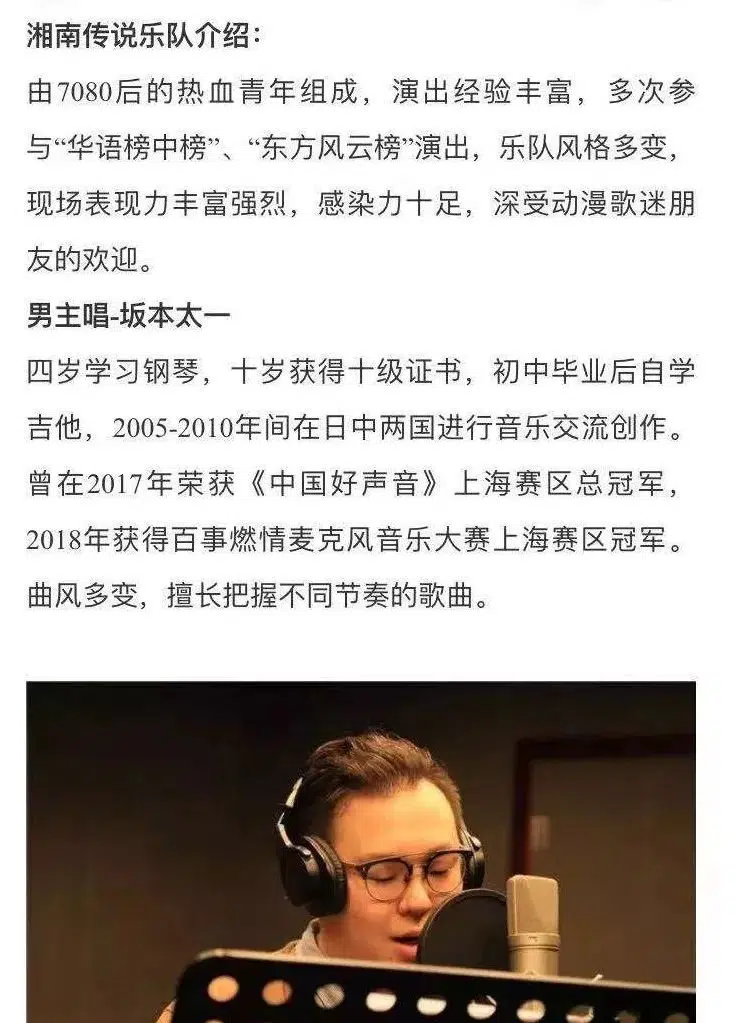 湘南传说乐队介绍：
由7080后的热血青年组成，演出经验丰富，多次参
与“华语榜中榜”、“东方风云榜”演出，乐队风格多变，
现场表现力丰富强烈，感染力十足，深受动漫歌迷朋
友的欢迎。
男主唱-坂本太一
四岁学习钢琴，十岁获得十级证书，初中毕业后自学
吉他，2005-2010年间在日中两国进行音乐交流创作。
曾在2017年荣获《中国好声音》上海赛区总冠军，
2018年获得百事燃情麦克风音乐大赛上海赛区冠军。
曲风多变，擅长把握不同节奏的歌曲。